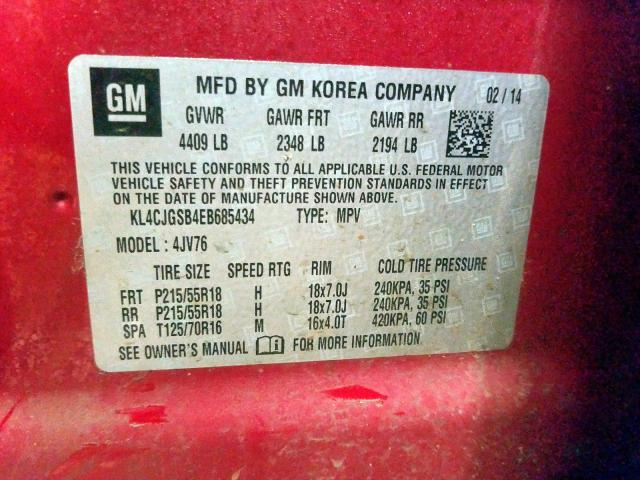 GM
MFD BY GM KOREA COMPANY 02 / 14
GVWR GAWR FRT GAWR RR
4409 LB 2348 LB 2194 LB
THIS VEHICLE CONFORMS TO ALL APPLICABLE U.S. FEDERAL MOTOR
VEHICLE SAFETY AND THEFT PREVENTION STANDARDS IN EFFECT
ON THE DATE OF MANUFACTURE SHOWN ABOVE.
KL4CJGSB4EB685434 TYPE: MPV
MODEL : 4JV76
TIRE SIZE SPEED RTG RIM COLD TIRE PRESSURE
FRT P215/55R18 H 18x7.0J 240KPA, 35 PSI
RR P215/55R18 H 18x7.0J 240KPA, 35 PSI
SPA T125/70R16 M 16x4.0T 420KPA, 60 PSI
SEE OWNER'S MANUAL FOR MORE INFORMATION.